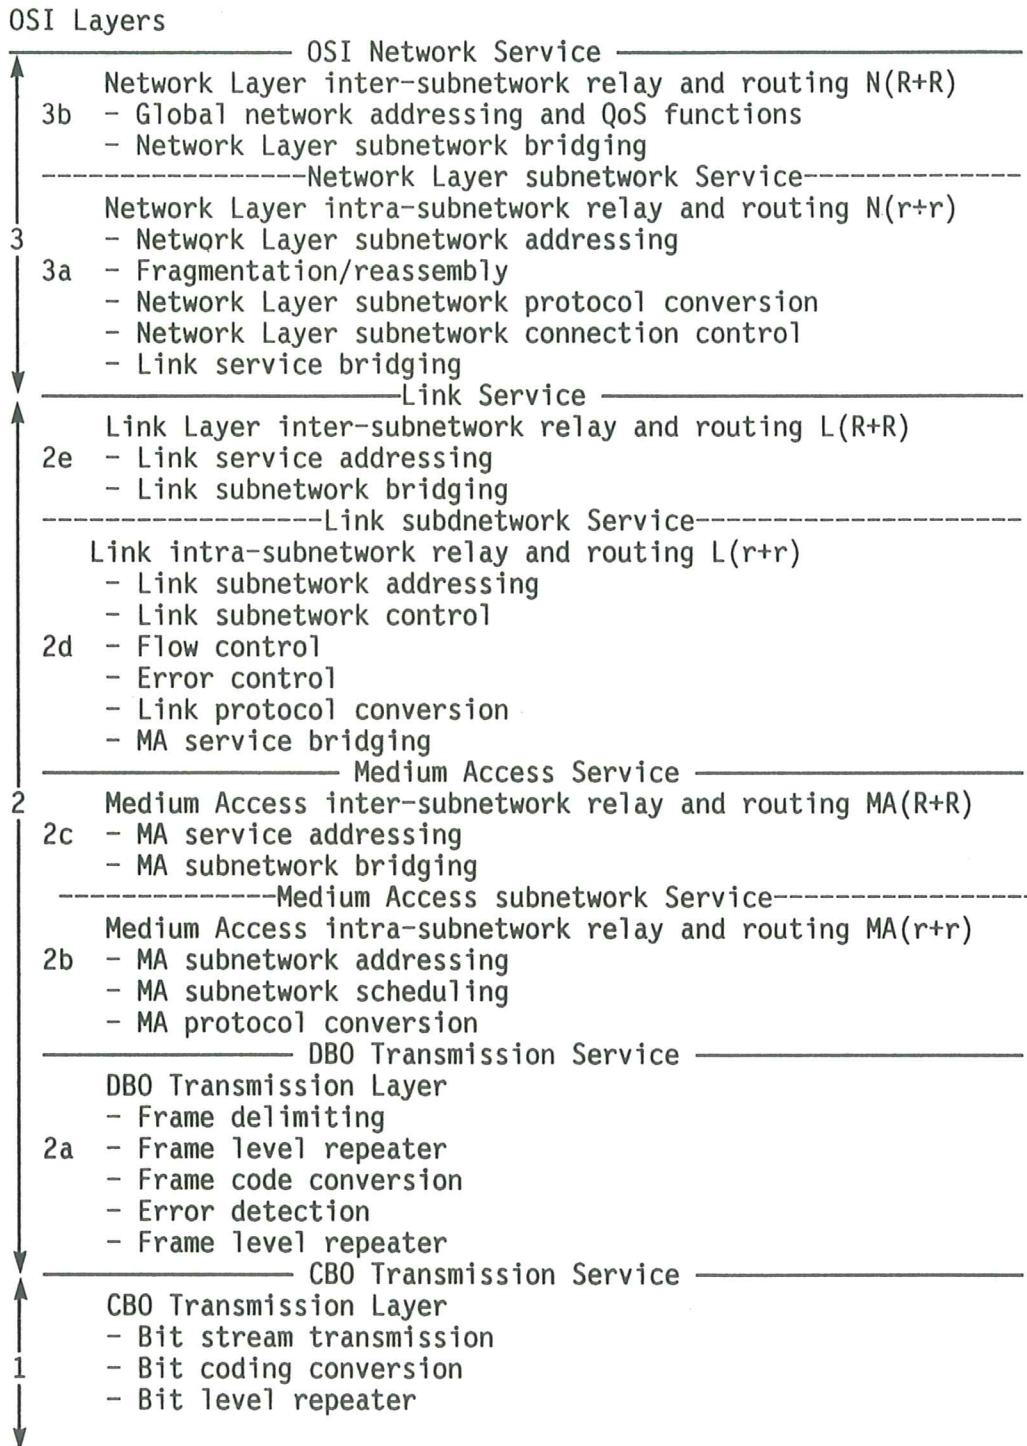 OSI Layers
OSI Network Service
Network Layer inter-subnetwork relay and routing N(R+R)
3b - Global network addressing and QoS functions
- Network Layer subnetwork bridging
Network Layer subnetwork Service
Network Layer intra-subnetwork relay and routing N(r+r)
3 - Network Layer subnetwork addressing
3a - Fragmentation/reassembly
- Network Layer subnetwork protocol conversion
- Network Layer subnetwork connection control
- Link service bridging
Link Service
Link Layer inter-subnetwork relay and routing L(R+R)
2e - Link service addressing
- Link subnetwork bridging
Link subdnetwork Service
Link intra-subnetwork relay and routing L(r+r)
- Link subnetwork addressing
- Link subnetwork control
2d - Flow control
- Error control
- Link protocol conversion
- MA service bridging
Medium Access Service
2 Medium Access inter-subnetwork relay and routing MA(R+R)
2c - MA service addressing
- MA subnetwork bridging
Medium Access subnetwork Service
Medium Access intra-subnetwork relay and routing MA(r+r)
2b - MA subnetwork addressing
- MA subnetwork scheduling
- MA protocol conversion
DBO Transmission Service
DBO Transmission Layer
- Frame delimiting
2a - Frame level repeater
- Frame code conversion
- Error detection
- Frame level repeater
CBO Transmission Service
CBO Transmission Layer
- Bit stream transmission
1 - Bit coding conversion
- Bit level repeater